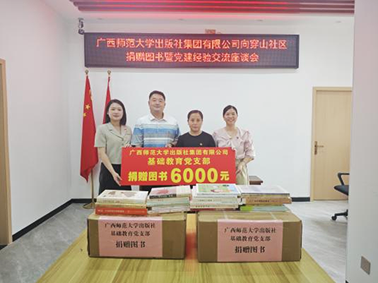 广西师范大学出版社集团有限公司向穿山社区
捐赠图书暨党建经验交流座谈会
广西师范大学出版社集团有限公司
基础教育党支部
捐赠图书6000元
广西师范大学出版社
基础教育党支部
捐赠图书
广西师范大学出版社
基础教育党支部
捐赠图书